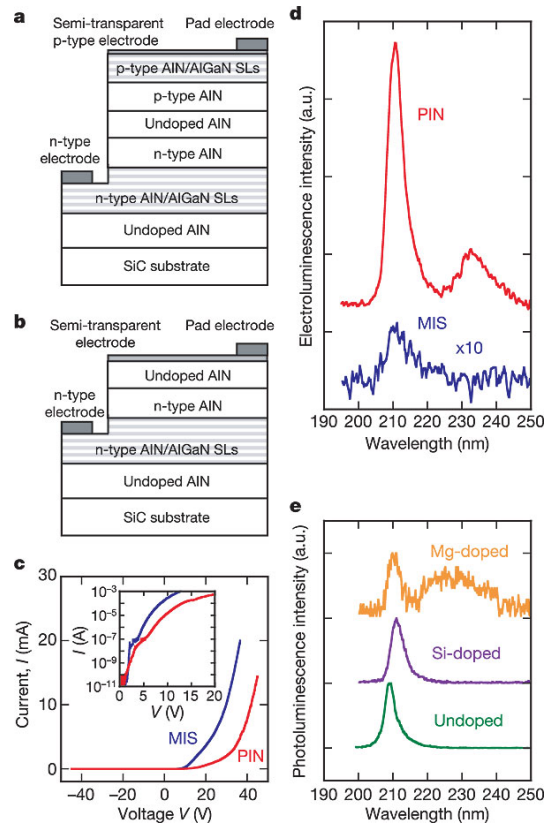 a
Semi-transparent
p-type electrode
Pad electrode
p-type AlN/AlGaN SLs
p-type AlN
Undoped AlN
n-type
electrode
n-type AlN
n-type AlN/AlGaN SLs
Undoped AlN
SiC substrate
b
Semi-transparent
electrode
Pad electrode
Undoped AlN
n-type
electrode
n-type AlN
n-type AlN/AlGaN SLs
Undoped AlN
SiC substrate
c
Current, I (mA)
30
20
10
0
-40 -20 0 20 40
Voltage V (V)
I (A)
10⁻³
10⁻⁵
10⁻⁷
10⁻⁹
10⁻¹¹
0 5 10 15 20
V (V)
MIS
PIN
d
Electroluminescence intensity (a.u.)
PIN
MIS
x10
190 200 210 220 230 240 250
Wavelength (nm)
e
Photoluminescence intensity (a.u.)
Mg-doped
Si-doped
Undoped
190 200 210 220 230 240 250
Wavelength (nm)